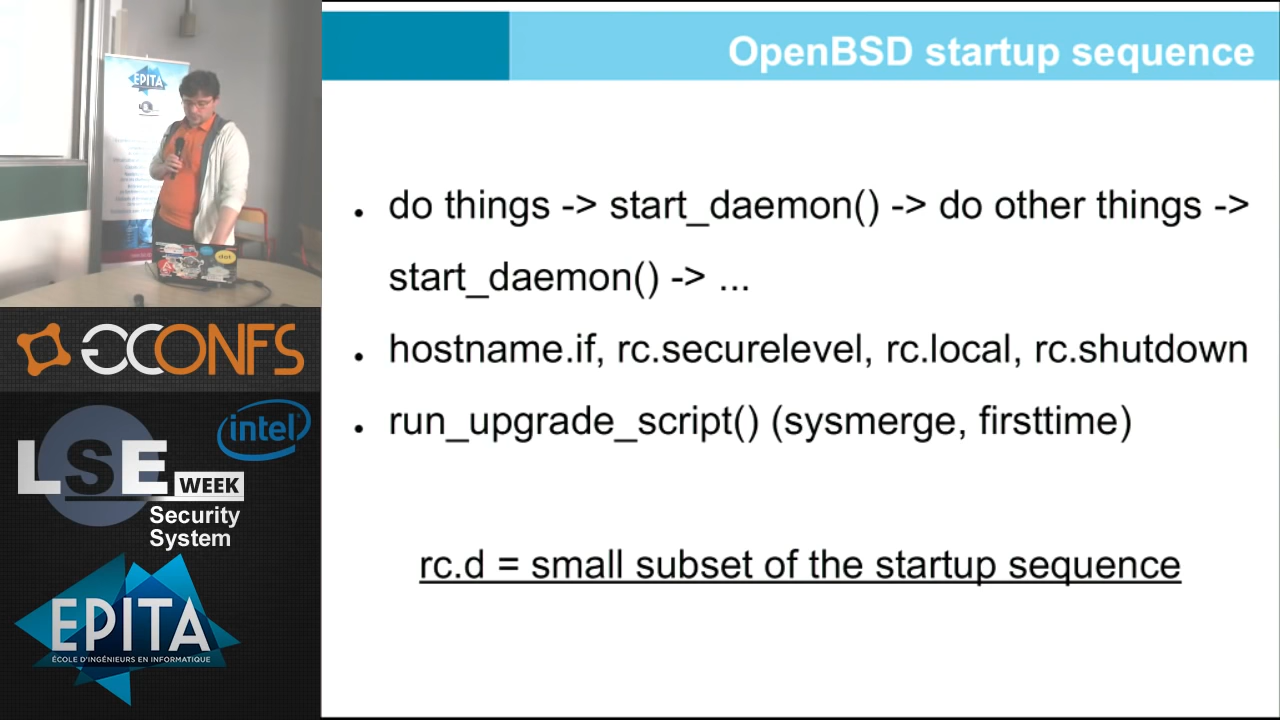 OpenBSD startup sequence
do things -> start_daemon() -> do other things ->
start_daemon() -> ...
hostname.if, rc.securelevel, rc.local, rc.shutdown
run_upgrade_script() (sysmerge, firsttime)
rc.d = small subset of the startup sequence
EPITA
dot
GCONFS
intel
LSE
WEEK
Security
System
EPITA
ÉCOLE D'INGÉNIEURS EN INFORMATIQUE